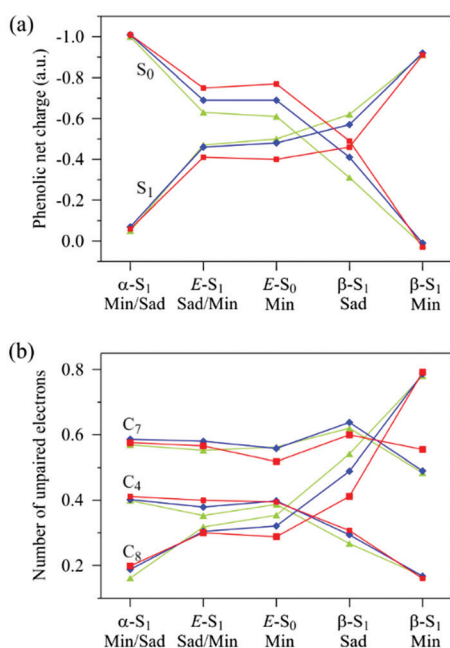 (a)
-1.0
-0.8
-0.6
-0.4
-0.2
0.0
Phenolic net charge (a.u.)
S0
S1
α-S1 E-S1 E-S0 β-S1 β-S1
Min/Sad Sad/Min Min Sad Min
(b)
0.8
0.6
0.4
0.2
Number of unpaired electrons
C7
C4
C8
α-S1 E-S1 E-S0 β-S1 β-S1
Min/Sad Sad/Min Min Sad Min